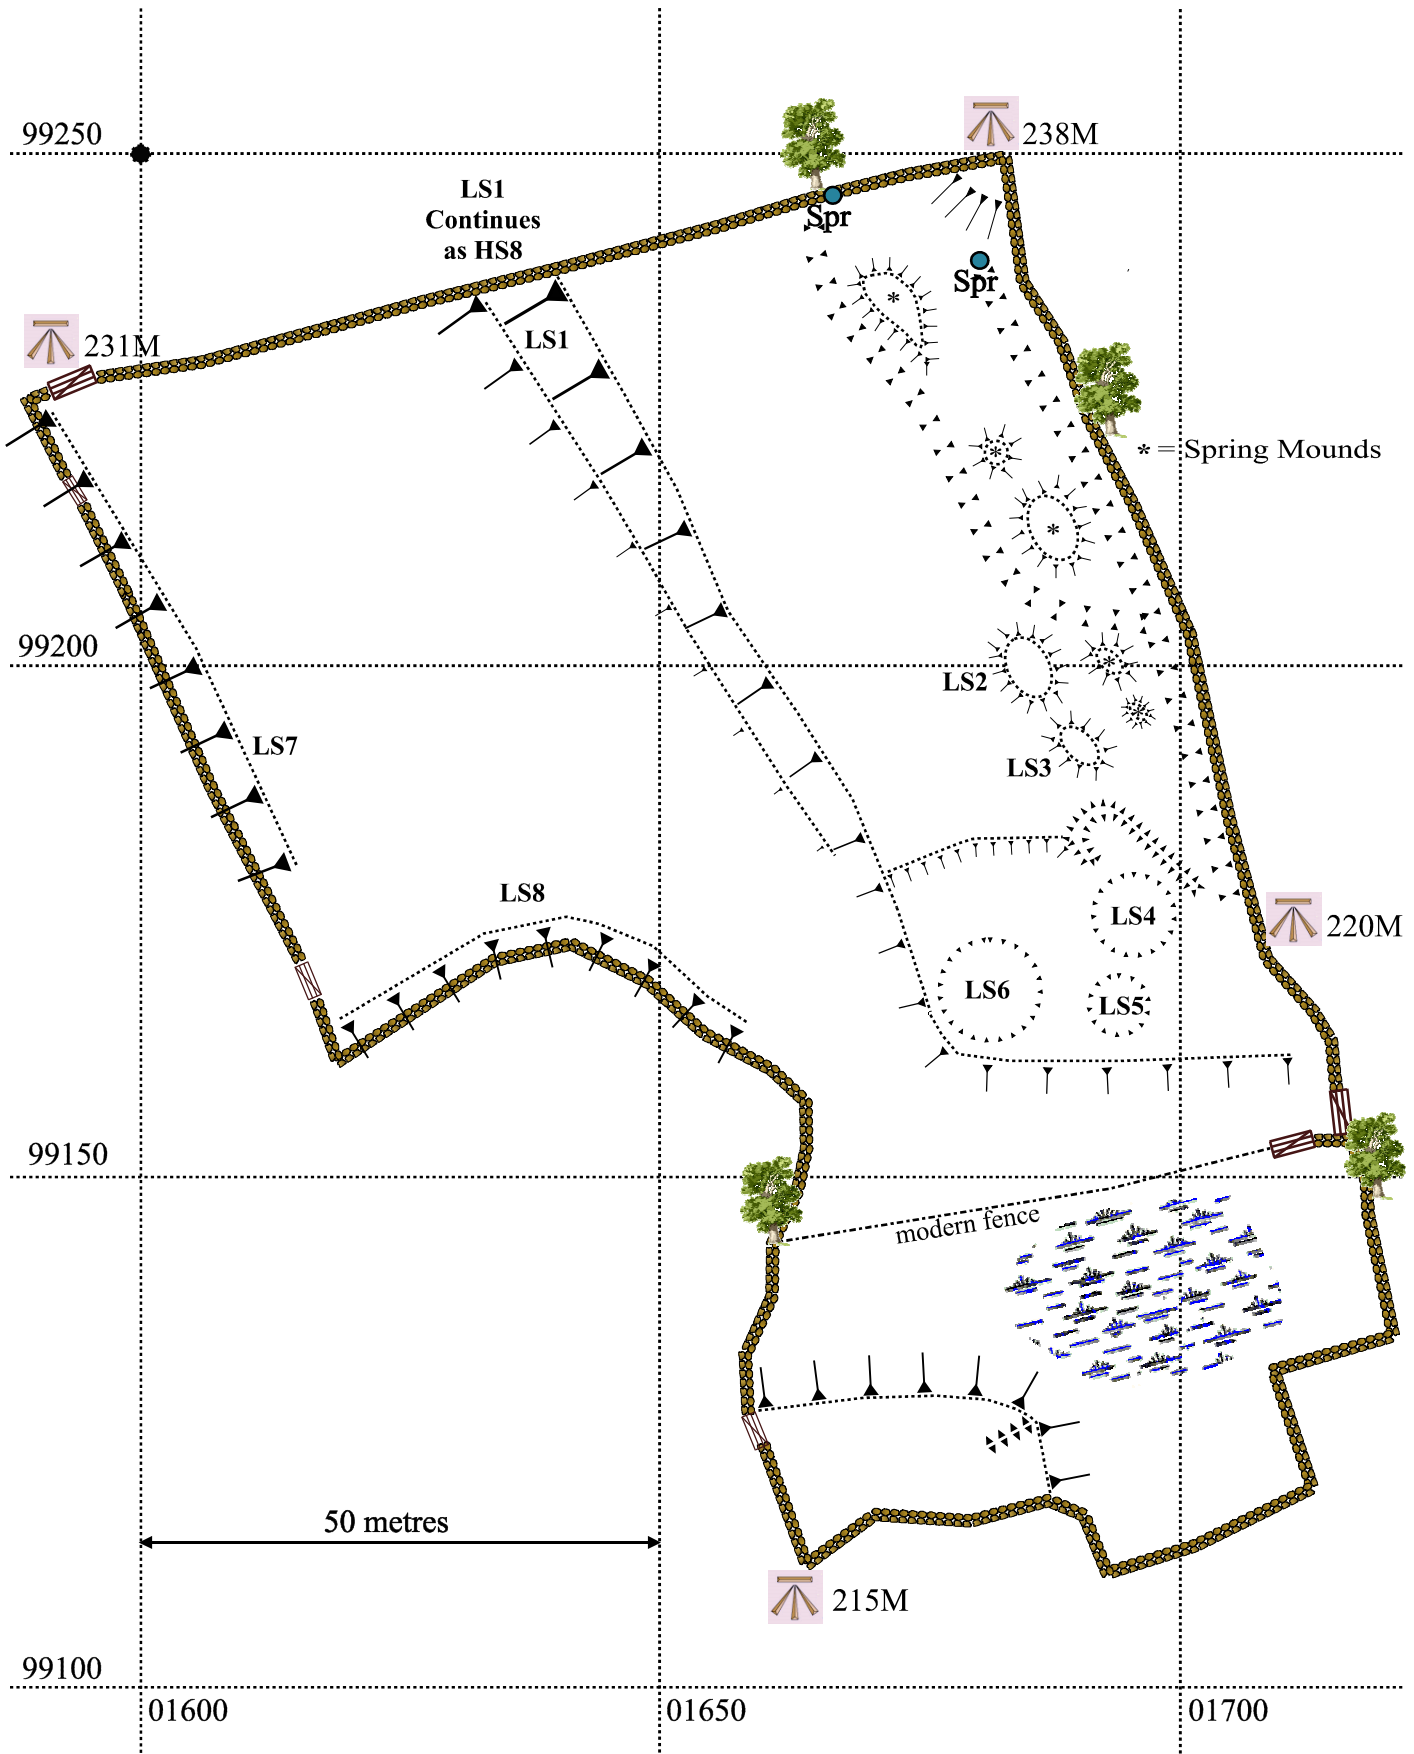 99250
238M
LS1
Continues
as HS8
Spr
Spr
231M
LS1
* = Spring Mounds
*
*
*
99200
*
LS2
*
LS7
LS3
LS8
LS4
220M
LS6
LS5
99150
modern fence
50 metres
215M
99100
01600
01650
01700